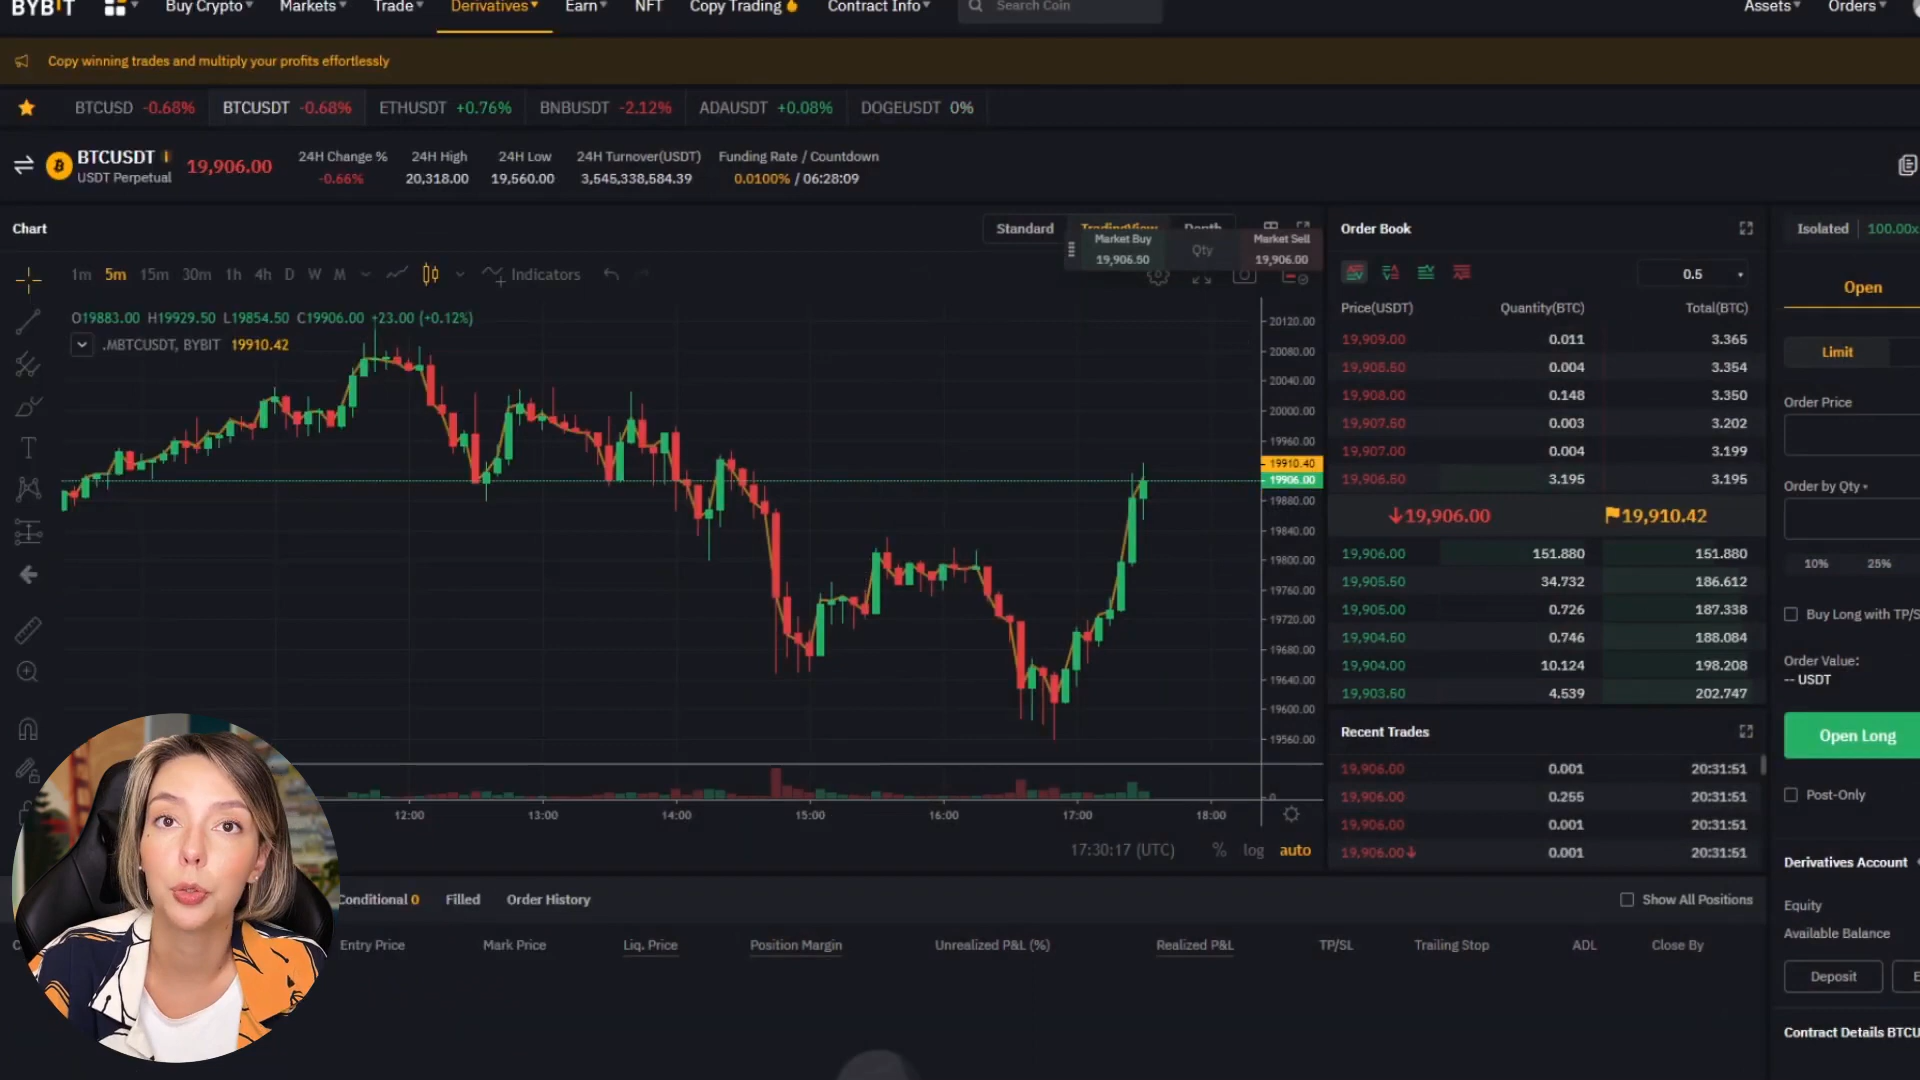 BYBIT Buy Crypto Markets Trade Derivatives Earn NFT Copy Trading Contract Info Search Coin Assets Orders
Copy winning trades and multiply your profits effortlessly
BTCUSD -0.68% BTCUSDT -0.68% ETHUSDT +0.76% BNBUSDT -2.12% ADAUSDT +0.08% DOGEUSDT 0%
BTCUSDT
USDT Perpetual
19,906.00
24H Change % 24H High 24H Low 24H Turnover(USDT) Funding Rate / Countdown
-0.66% 20,318.00 19,560.00 3,545,338,584.39 0.0100% / 06:28:09
Chart
Standard TradingView Depth
Market Buy Qty Market Sell
19,906.50 19,906.00
1m 5m 15m 30m 1h 4h D W M Indicators
O19883.00 H19929.50 L19854.50 C19906.00 +23.00 (+0.12%)
.MBTCUSDT, BYBIT 19910.42
20120.00
20080.00
20040.00
20000.00
19960.00
19910.40
19906.00
19880.00
19840.00
19800.00
19760.00
19720.00
19680.00
19640.00
19600.00
19560.00
0
12:00 13:00 14:00 15:00 16:00 17:00 18:00
17:30:17 (UTC) % log auto
Order Book
0.5
Price(USDT) Quantity(BTC) Total(BTC)
19,909.00 0.011 3.365
19,908.50 0.004 3.354
19,908.00 0.148 3.350
19,907.50 0.003 3.202
19,907.00 0.004 3.199
19,906.50 3.195 3.195
19,906.00 19,910.42
19,906.00 151.880 151.880
19,905.50 34.732 186.612
19,905.00 0.726 187.338
19,904.50 0.746 188.084
19,904.00 10.124 198.208
19,903.50 4.539 202.747
Recent Trades
19,906.00 0.001 20:31:51
19,906.00 0.255 20:31:51
19,906.00 0.001 20:31:51
19,906.00 0.001 20:31:51
Isolated 100.00x
Open
Limit
Order Price
Order by Qty
10% 25%
Buy Long with TP/S
Order Value:
-- USDT
Open Long
Post-Only
Derivatives Account
Equity
Available Balance
Deposit E
Contract Details BTCU
Conditional 0 Filled Order History Show All Positions
Entry Price Mark Price Liq. Price Position Margin Unrealized P&L (%) Realized P&L TP/SL Trailing Stop ADL Close By